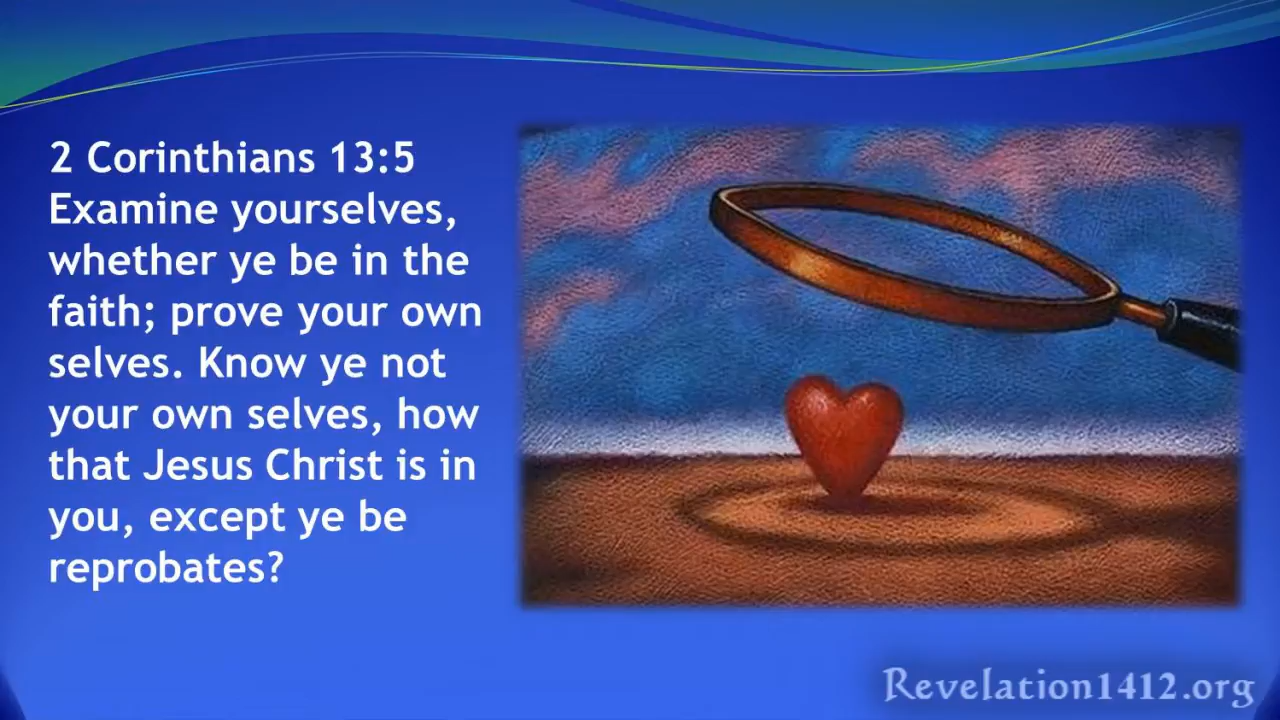 2 Corinthians 13:5
Examine yourselves,
whether ye be in the
faith; prove your own
selves. Know ye not
your own selves, how
that Jesus Christ is in
you, except ye be
reprobates?
Revelation1412.org